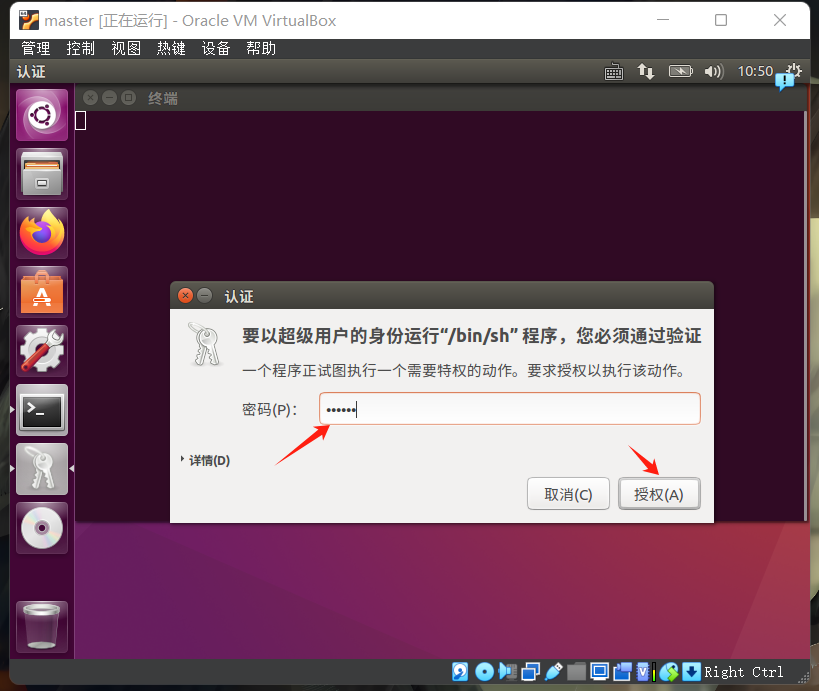 master [正在运行] - Oracle VM VirtualBox
管理 控制 视图 热键 设备 帮助
认证 10:50
终端
认证
要以超级用户的身份运行“/bin/sh” 程序，您必须通过验证
一个程序正试图执行一个需要特权的动作。要求授权以执行该动作。
密码(P)： ••••••
详情(D)
取消(C) 授权(A)
Right Ctrl